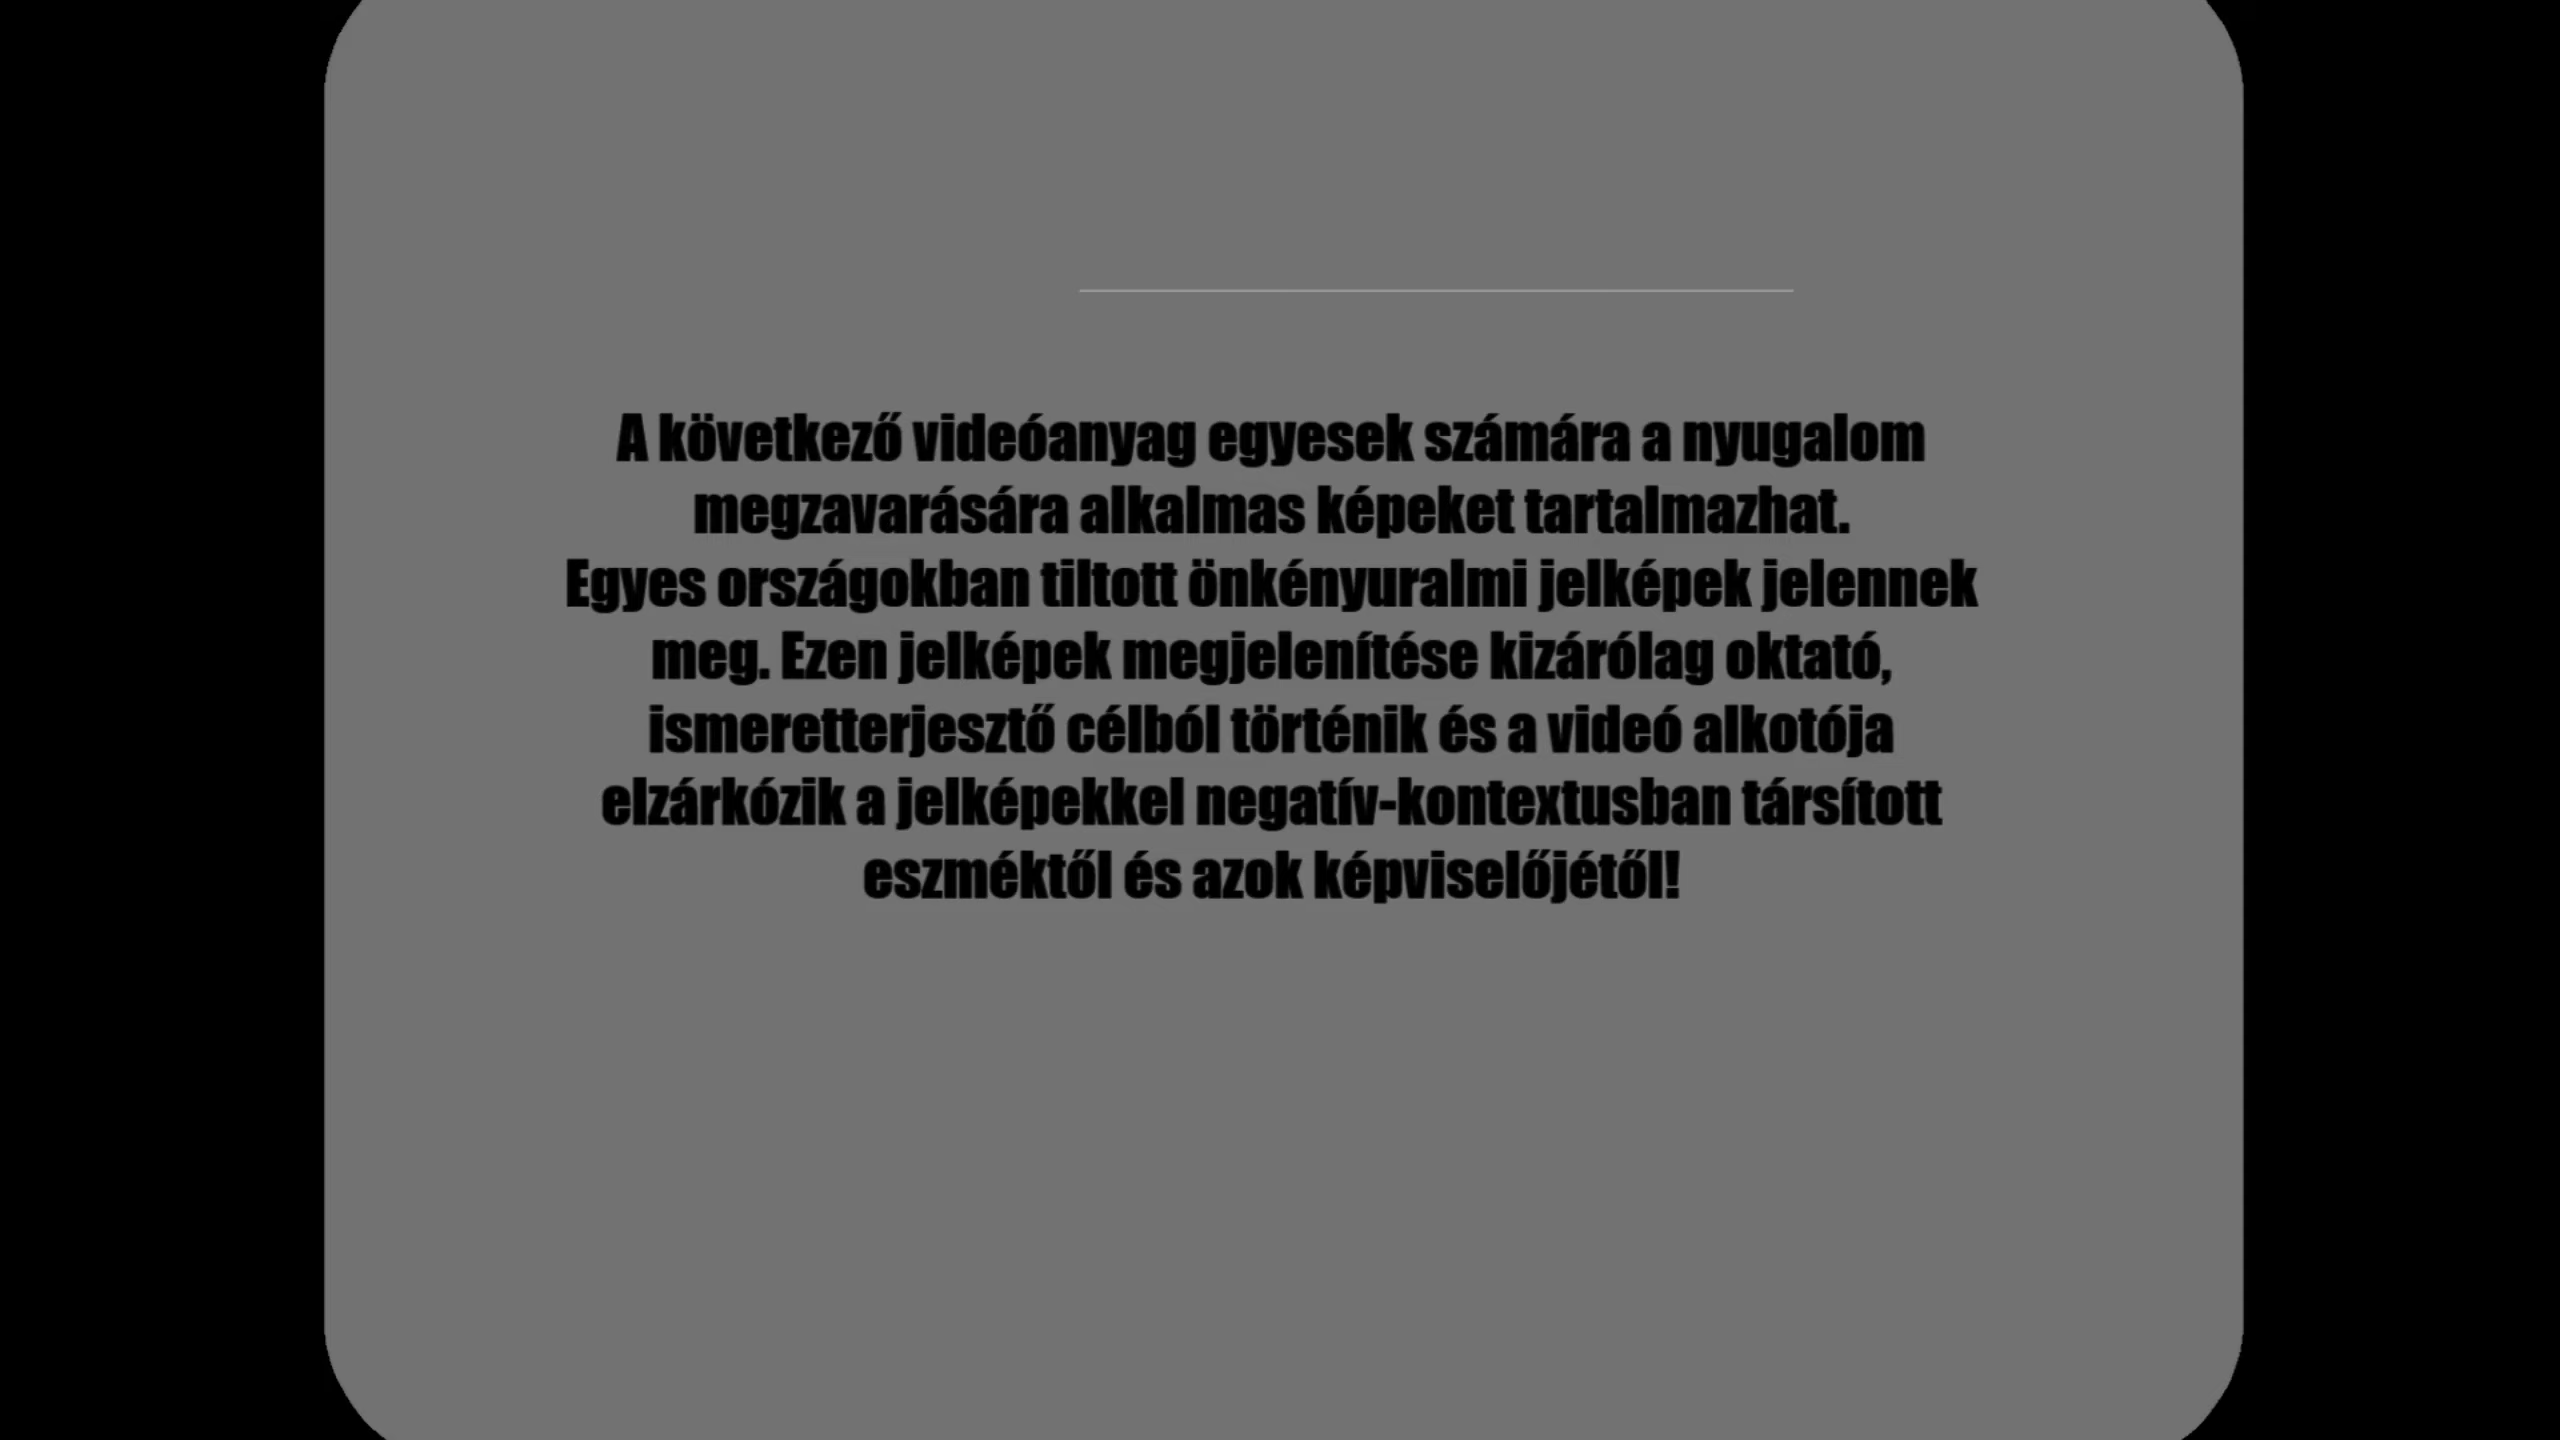 A következő videóanyag egyesek számára a nyugalom
megzavarására alkalmas képeket tartalmazhat.
Egyes országokban tiltott önkényuralmi jelképek jelennek
meg. Ezen jelképek megjelenítése kizárólag oktató,
ismeretterjesztő célból történik és a videó alkotója
elzárkózik a jelképekkel negatív-kontextusban társított
eszméktől és azok képviselőjétől!